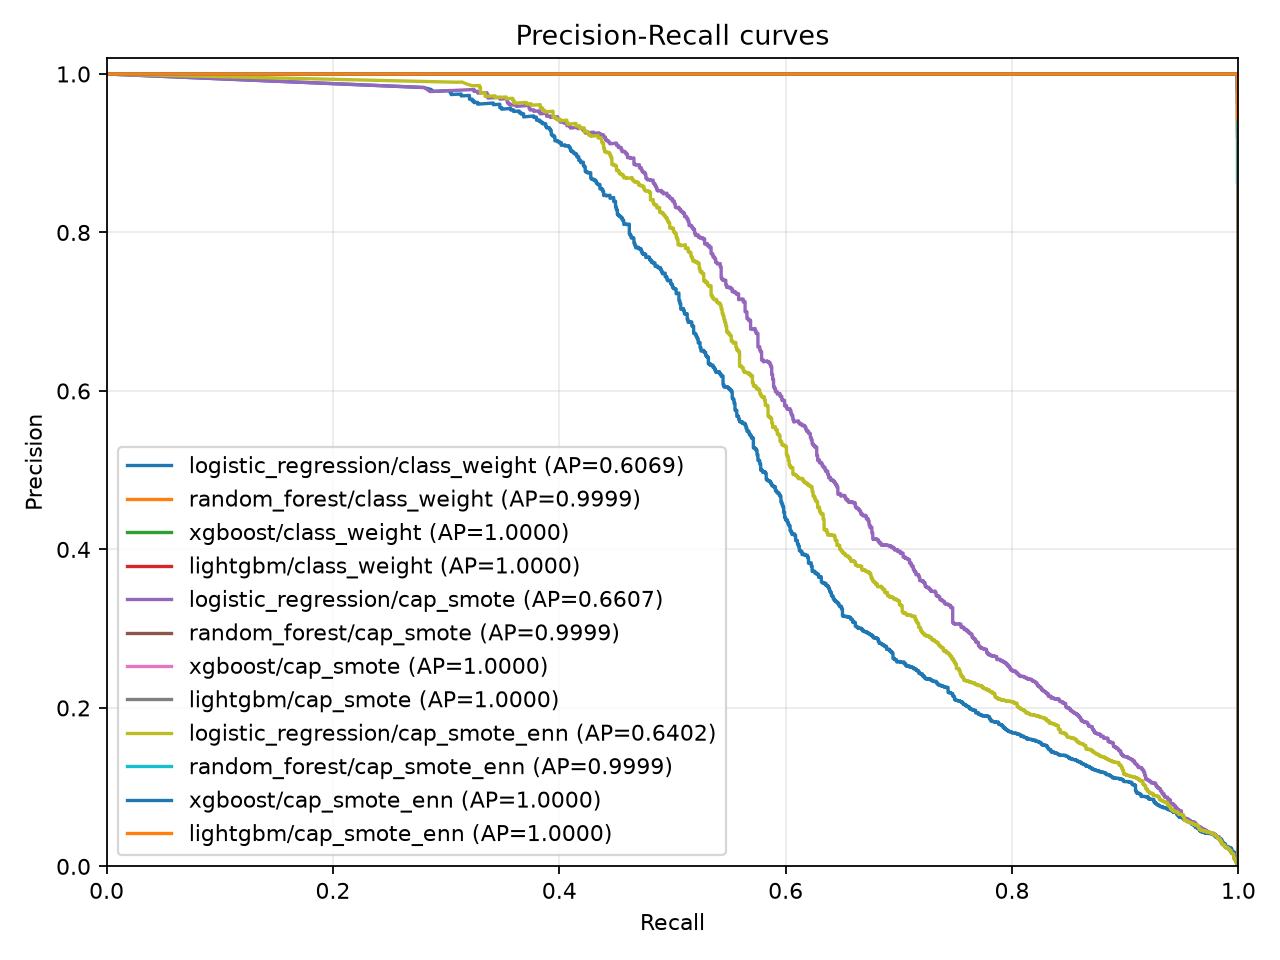 Precision-Recall curves
1.0
0.8
0.6
0.4
0.2
0.0
Precision
logistic_regression/class_weight (AP=0.6069)
random_forest/class_weight (AP=0.9999)
xgboost/class_weight (AP=1.0000)
lightgbm/class_weight (AP=1.0000)
logistic_regression/cap_smote (AP=0.6607)
random_forest/cap_smote (AP=0.9999)
xgboost/cap_smote (AP=1.0000)
lightgbm/cap_smote (AP=1.0000)
logistic_regression/cap_smote_enn (AP=0.6402)
random_forest/cap_smote_enn (AP=0.9999)
xgboost/cap_smote_enn (AP=1.0000)
lightgbm/cap_smote_enn (AP=1.0000)
0.0 0.2 0.4 0.6 0.8 1.0
Recall